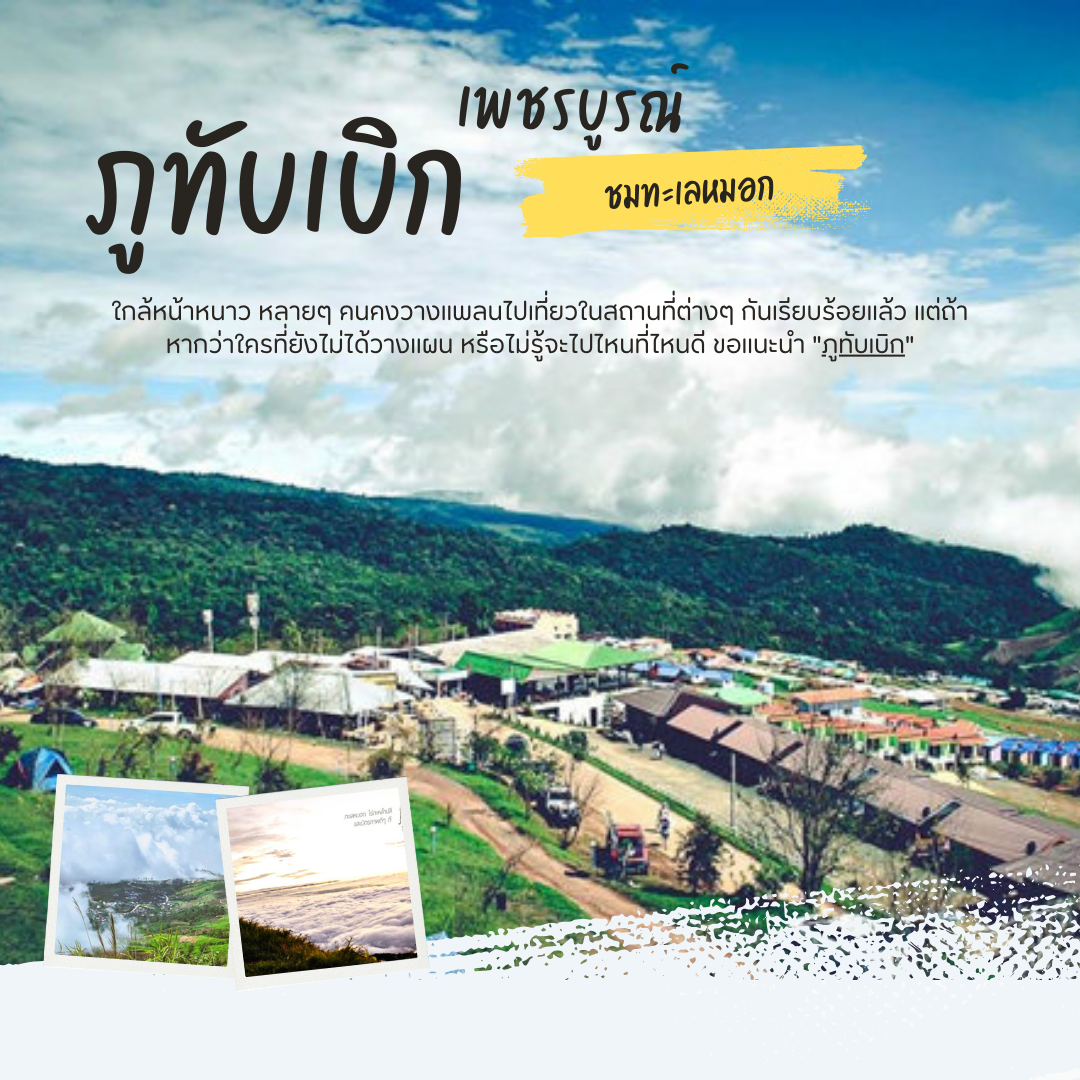 เพชรบูรณ์
ภูทับเบิก
ชมทะเลหมอก
ใกล้หน้าหนาว หลายๆ คนคงวางแพลนไปเที่ยวในสถานที่ต่างๆ กันเรียบร้อยแล้ว แต่ถ้า
หากว่าใครที่ยังไม่ได้วางแผน หรือไม่รู้จะไปไหนที่ไหนดี ขอแนะนำ "ภูทับเบิก"